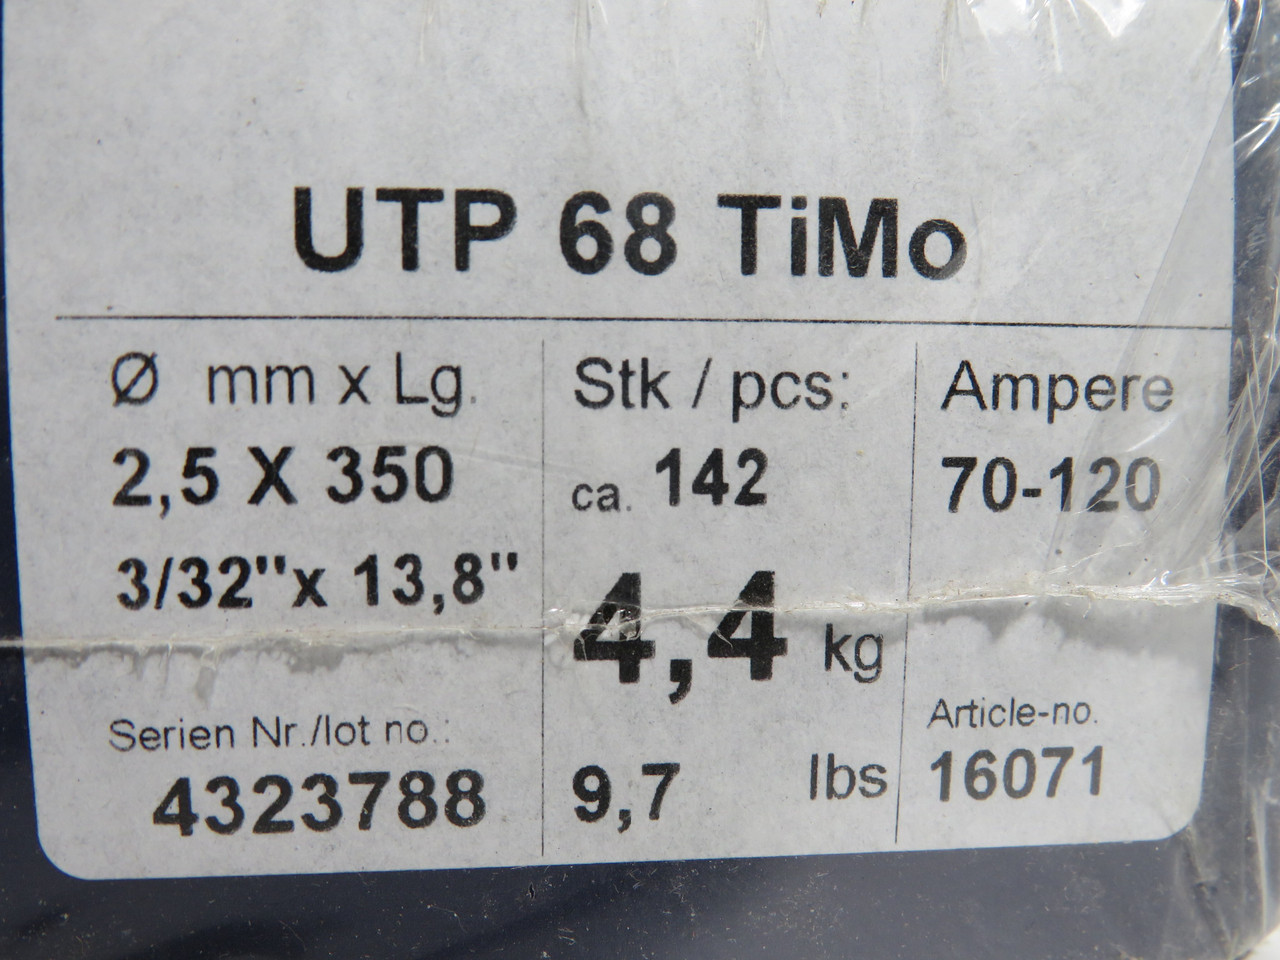 UTP 68 TiMo
Ø mm x Lg.
2,5 X 350
3/32"x 13,8"
Serien Nr./lot no.:
4323788
Stk / pcs:
ca. 142
4,4 kg
9,7 lbs
Ampere
70-120
Article-no.
16071